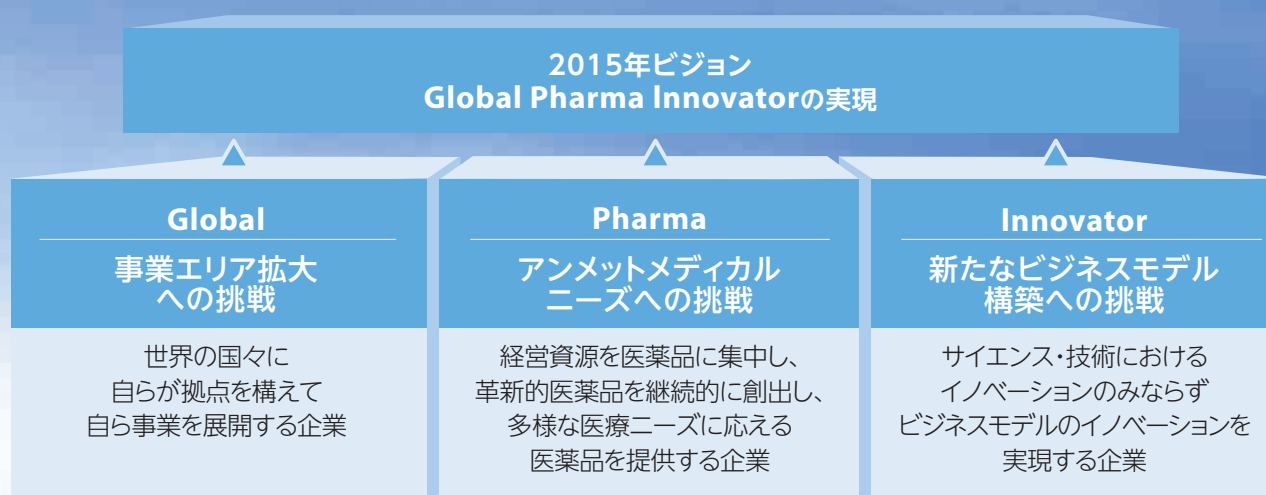 2015年ビジョン
Global Pharma Innovatorの実現
Global
事業エリア拡大
への挑戦
世界の国々に
自らが拠点を構えて
自ら事業を展開する企業
Pharma
アンメットメディカル
ニーズへの挑戦
経営資源を医薬品に集中し、
革新的医薬品を継続的に創出し、
多様な医療ニーズに応える
医薬品を提供する企業
Innovator
新たなビジネスモデル
構築への挑戦
サイエンス・技術における
イノベーションのみならず
ビジネスモデルのイノベーションを
実現する企業